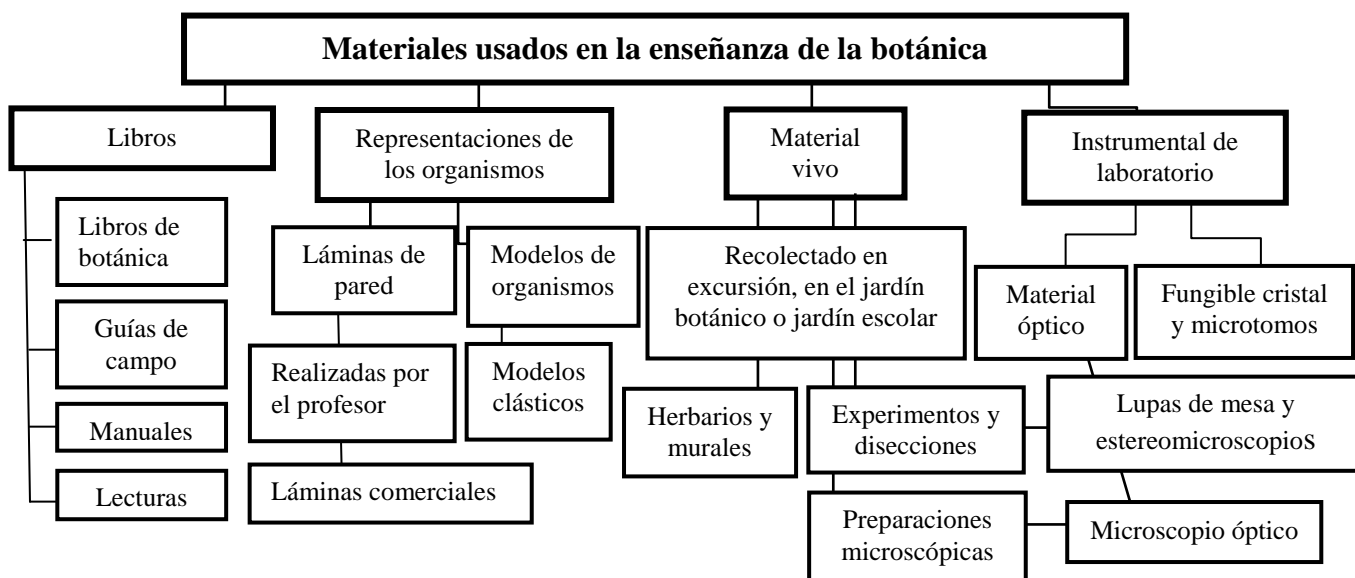 Materiales usados en la enseñanza de la botánica
Libros
Representaciones de
los organismos
Material
vivo
Instrumental de
laboratorio
Libros de
botánica
Guías de
campo
Manuales
Lecturas
Láminas de
pared
Realizadas por
el profesor
Láminas comerciales
Modelos de
organismos
Modelos
clásticos
Recolectado en
excursión, en el jardín
botánico o jardín escolar
Herbarios y
murales
Experimentos y
disecciones
Preparaciones
microscópicas
Material
óptico
Fungible cristal
y microtomos
Lupas de mesa y
estereomicroscopios
Microscopio óptico